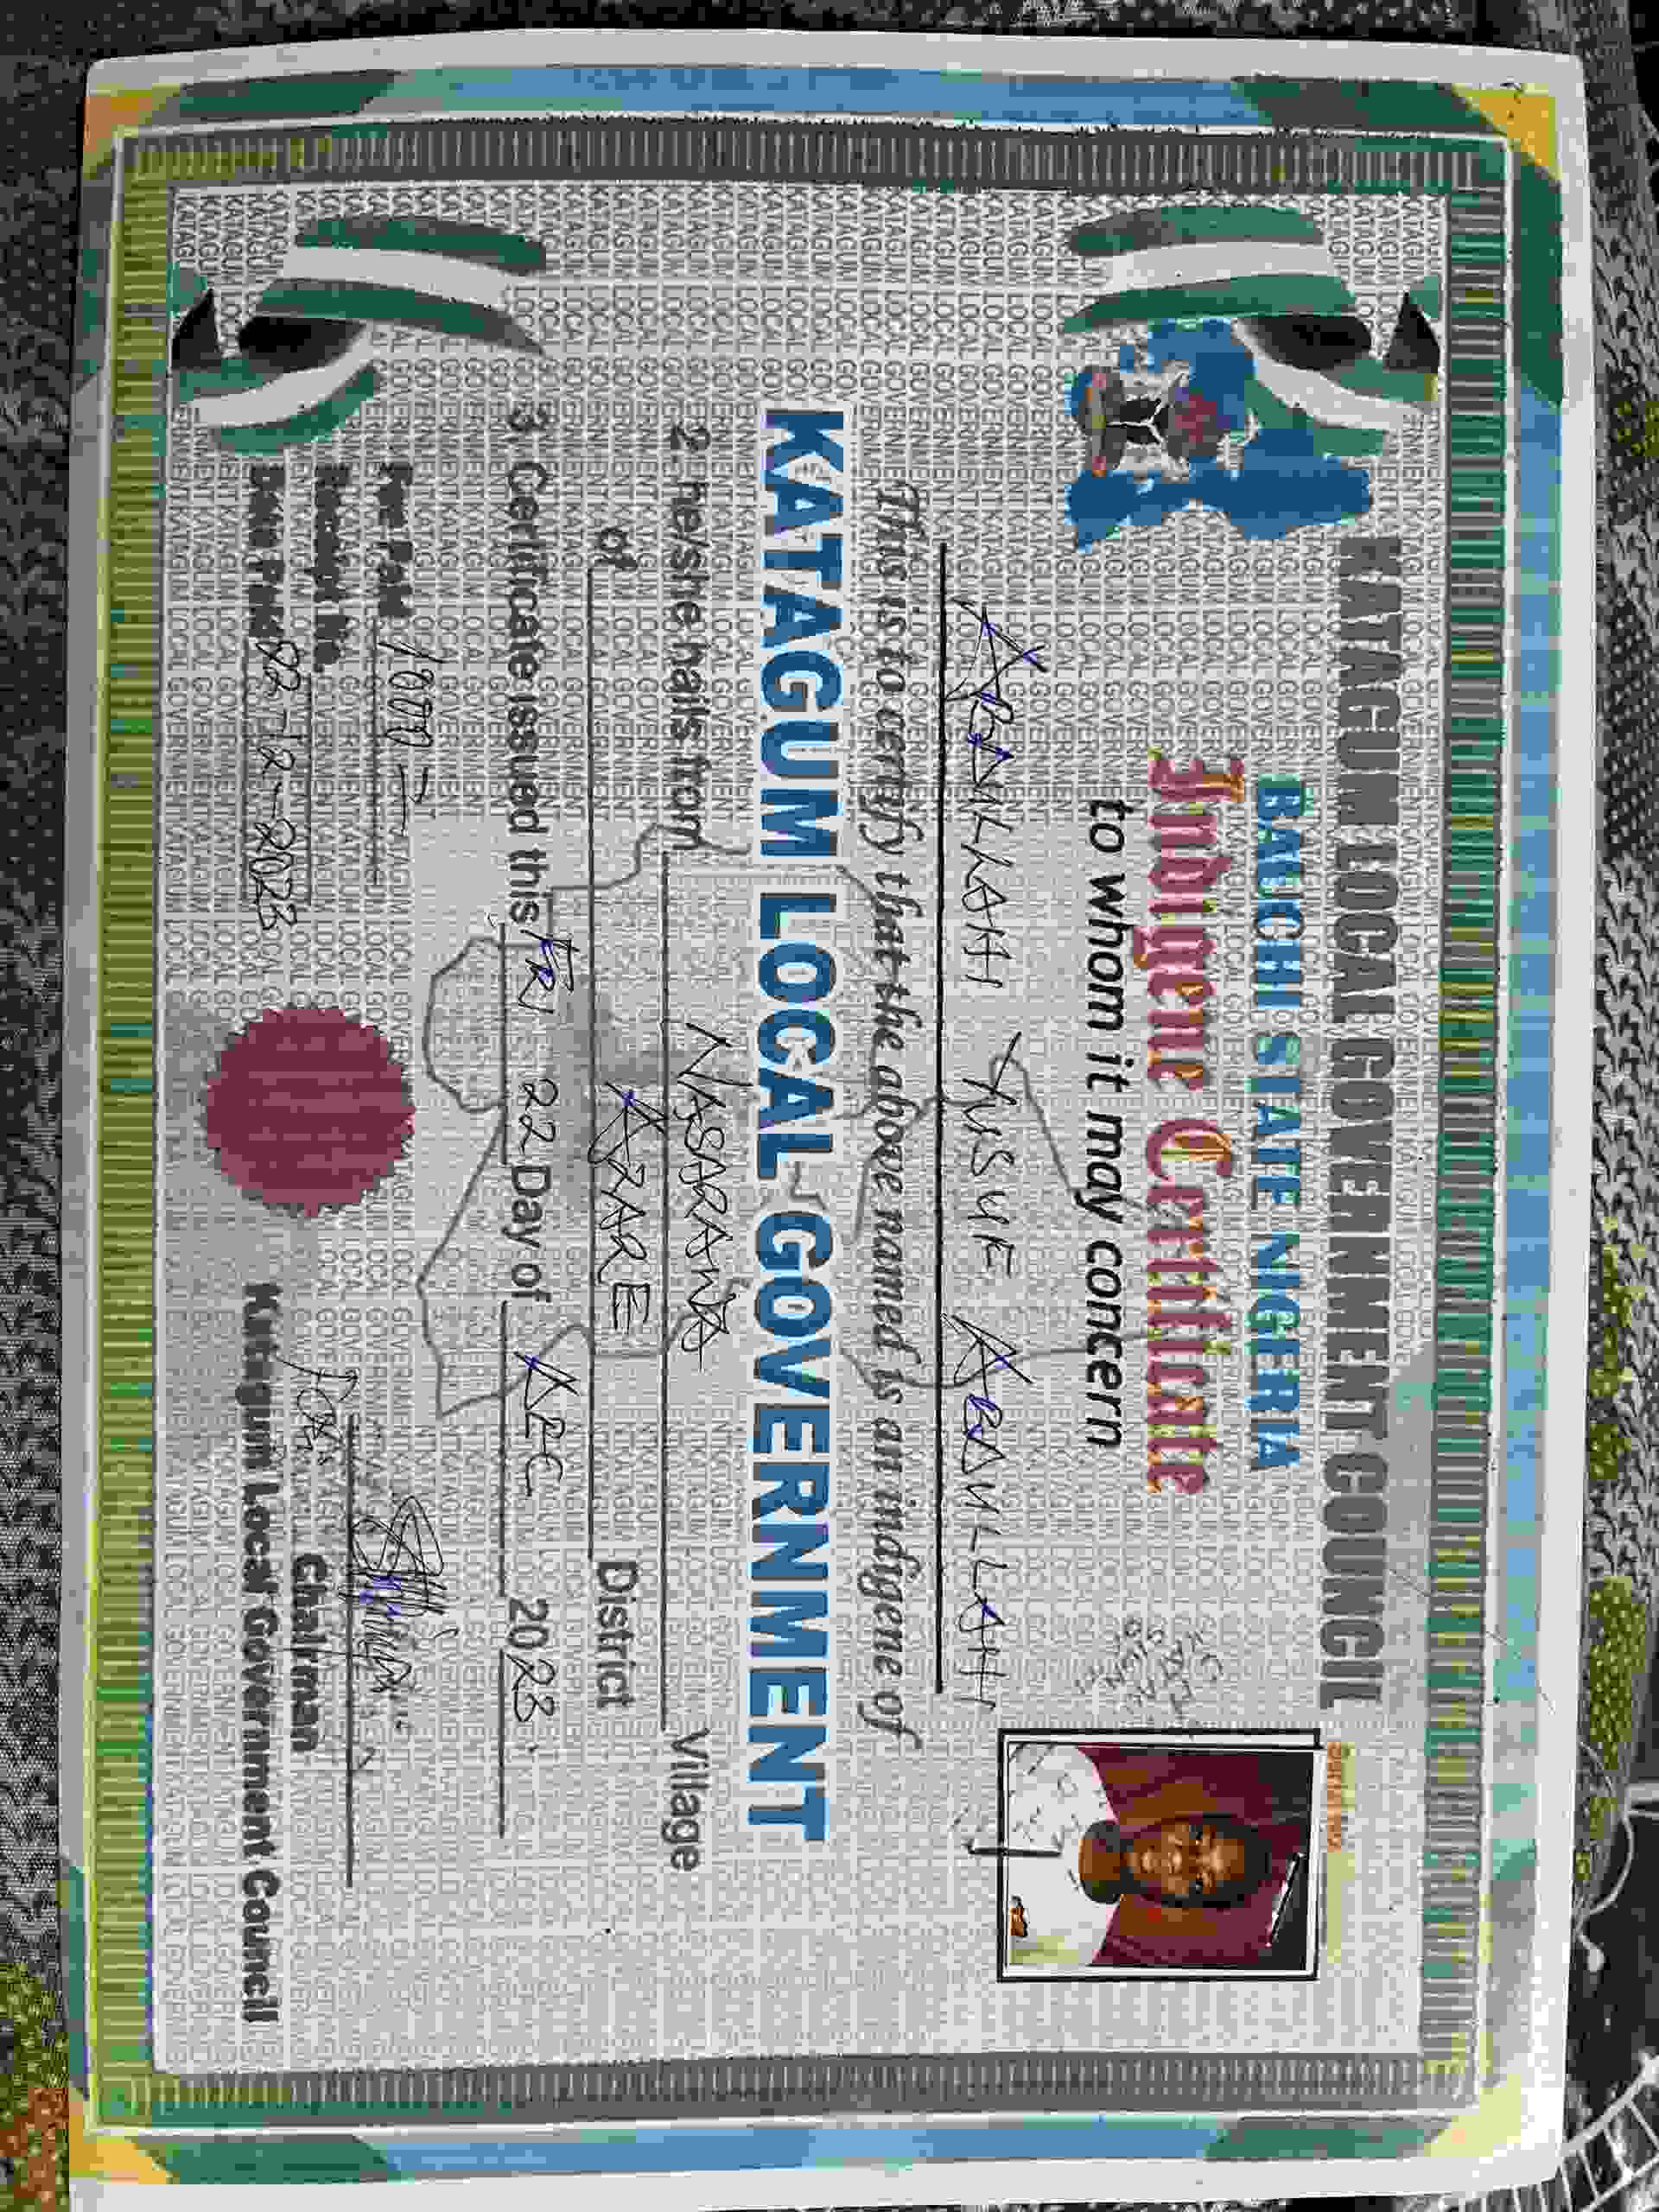 KATAGUM LOCAL GOVERNMENT COUNCIL
BAUCHI STATE NIGERIA
Indigene Certificate
to whom it may concern
ABDULLAHI YUSUF ABDULLAHI
This is to certify that the above named is an indigene of
KATAGUM LOCAL GOVERNMENT
2 he/she hails from NASARAWA Village
of AZARE District
3 Certificate issued this FRI 22 Day of DEC 2023
Fee Paid 1000 =
Receipt No.
Date 22-12-2023
Chairman
Katagum Local Government Council